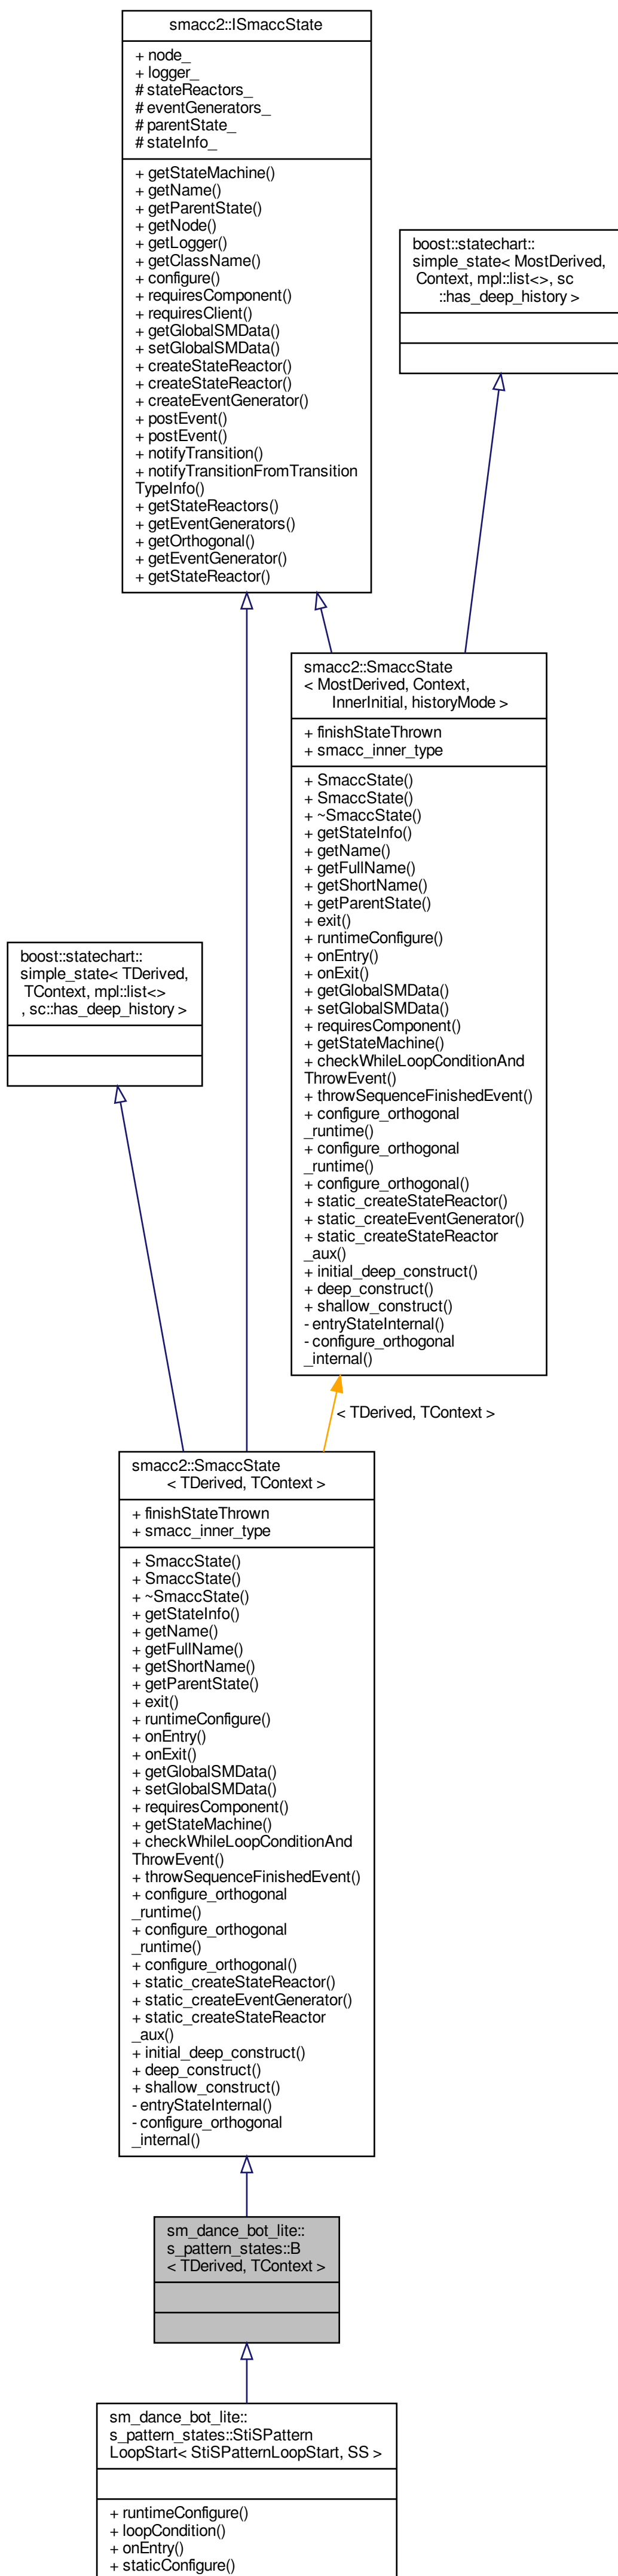 smacc2::ISmaccState
+ node_
+ logger_
# stateReactors_
# eventGenerators_
# parentState_
# stateInfo_
+ getStateMachine()
+ getName()
+ getParentState()
+ getNode()
+ getLogger()
+ getClassName()
+ configure()
+ requiresComponent()
+ requiresClient()
+ getGlobalSMData()
+ setGlobalSMData()
+ createStateReactor()
+ createStateReactor()
+ createEventGenerator()
+ postEvent()
+ postEvent()
+ notifyTransition()
+ notifyTransitionFromTransition
TypeInfo()
+ getStateReactors()
+ getEventGenerators()
+ getOrthogonal()
+ getEventGenerator()
+ getStateReactor()
boost::statechart::
simple_state< MostDerived,
Context, mpl::list<>, sc
::has_deep_history >
smacc2::SmaccState
< MostDerived, Context,
InnerInitial, historyMode >
+ finishStateThrown
+ smacc_inner_type
+ SmaccState()
+ SmaccState()
+ ~SmaccState()
+ getStateInfo()
+ getName()
+ getFullName()
+ getShortName()
+ getParentState()
+ exit()
+ runtimeConfigure()
+ onEntry()
+ onExit()
+ getGlobalSMData()
+ setGlobalSMData()
+ requiresComponent()
+ getStateMachine()
+ checkWhileLoopConditionAnd
ThrowEvent()
+ throwSequenceFinishedEvent()
+ configure_orthogonal
_runtime()
+ configure_orthogonal
_runtime()
+ configure_orthogonal()
+ static_createStateReactor()
+ static_createEventGenerator()
+ static_createStateReactor
_aux()
+ initial_deep_construct()
+ deep_construct()
+ shallow_construct()
- entryStateInternal()
- configure_orthogonal
_internal()
boost::statechart::
simple_state< TDerived,
TContext, mpl::list<>
, sc::has_deep_history >
< TDerived, TContext >
smacc2::SmaccState
< TDerived, TContext >
+ finishStateThrown
+ smacc_inner_type
+ SmaccState()
+ SmaccState()
+ ~SmaccState()
+ getStateInfo()
+ getName()
+ getFullName()
+ getShortName()
+ getParentState()
+ exit()
+ runtimeConfigure()
+ onEntry()
+ onExit()
+ getGlobalSMData()
+ setGlobalSMData()
+ requiresComponent()
+ getStateMachine()
+ checkWhileLoopConditionAnd
ThrowEvent()
+ throwSequenceFinishedEvent()
+ configure_orthogonal
_runtime()
+ configure_orthogonal
_runtime()
+ configure_orthogonal()
+ static_createStateReactor()
+ static_createEventGenerator()
+ static_createStateReactor
_aux()
+ initial_deep_construct()
+ deep_construct()
+ shallow_construct()
- entryStateInternal()
- configure_orthogonal
_internal()
sm_dance_bot_lite::
s_pattern_states::B
< TDerived, TContext >
sm_dance_bot_lite::
s_pattern_states::StiSPattern
LoopStart< StiSPatternLoopStart, SS >
+ runtimeConfigure()
+ loopCondition()
+ onEntry()
+ staticConfigure()